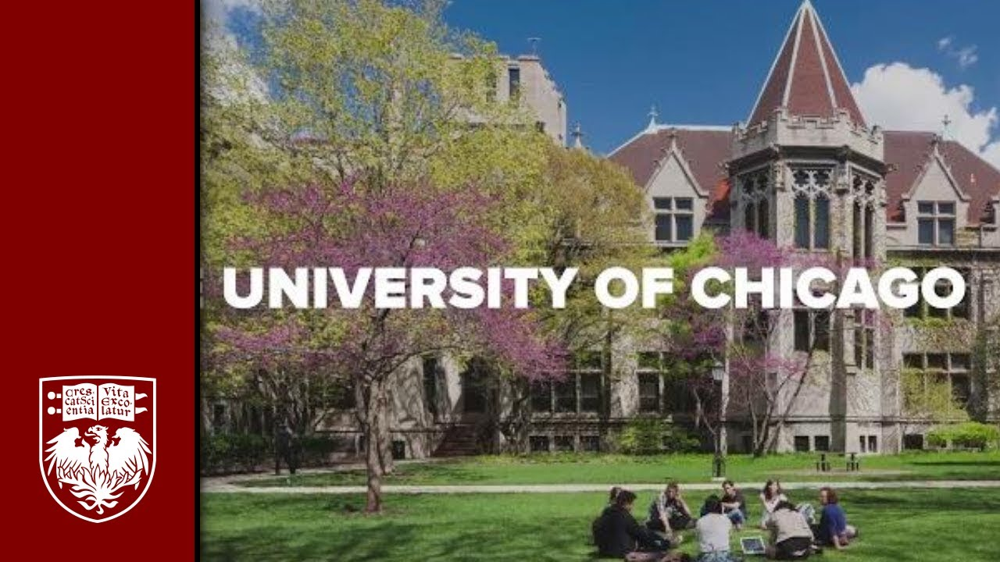 UNIVERSITY OF CHICAGO
Cres
catSci
entia
Vita
Exco
latur